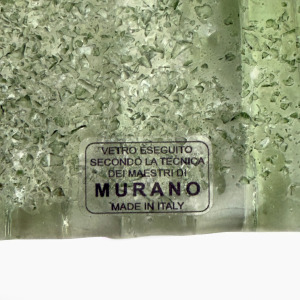 VETRO ESEGUITO
SECONDO LA TECNICA
DEI MAESTRI DI
MURANO
MADE IN ITALY